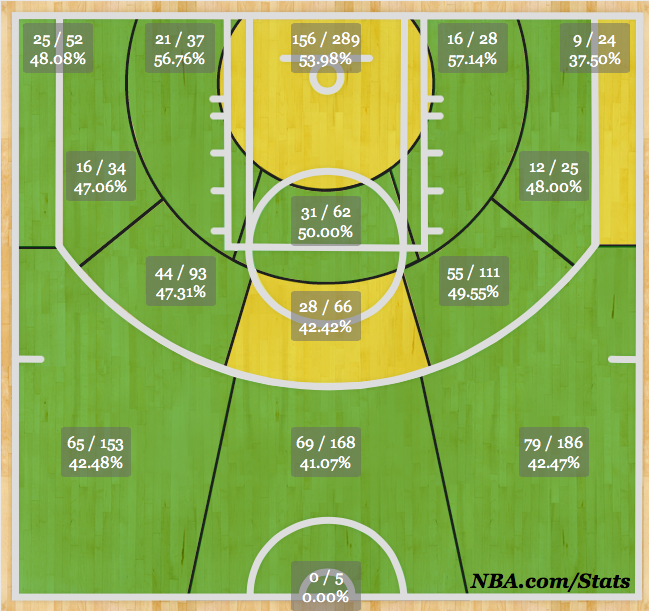 25 / 52
48.08%
21 / 37
56.76%
156 / 289
53.98%
16 / 28
57.14%
9 / 24
37.50%
16 / 34
47.06%
12 / 25
48.00%
31 / 62
50.00%
44 / 93
47.31%
55 / 111
49.55%
28 / 66
42.42%
65 / 153
42.48%
69 / 168
41.07%
79 / 186
42.47%
0 / 5
0.00%
NBA.com/Stats